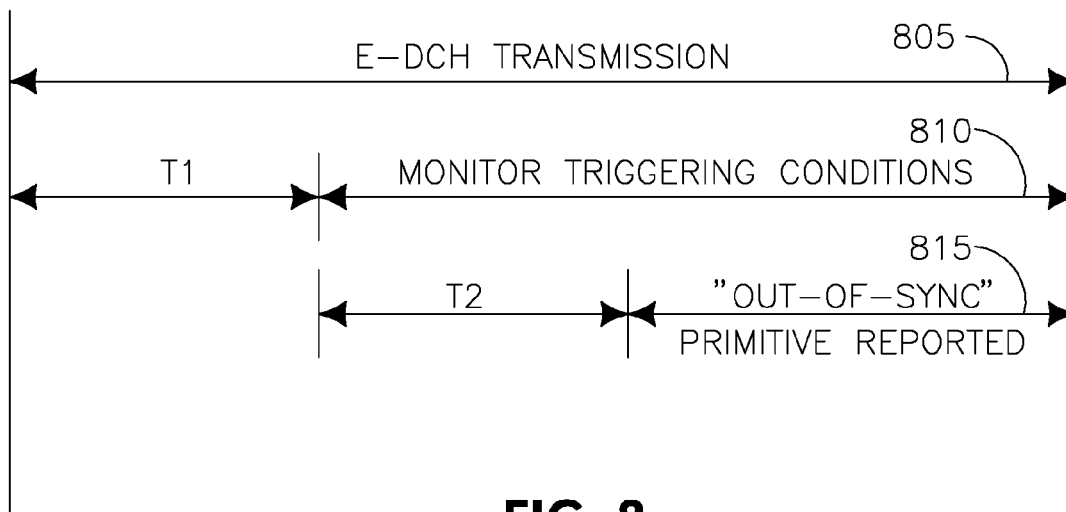 805
E-DCH TRANSMISSION
810
T1
MONITOR TRIGGERING CONDITIONS
815
T2
"OUT-OF-SYNC"
PRIMITIVE REPORTED
FIG. 8